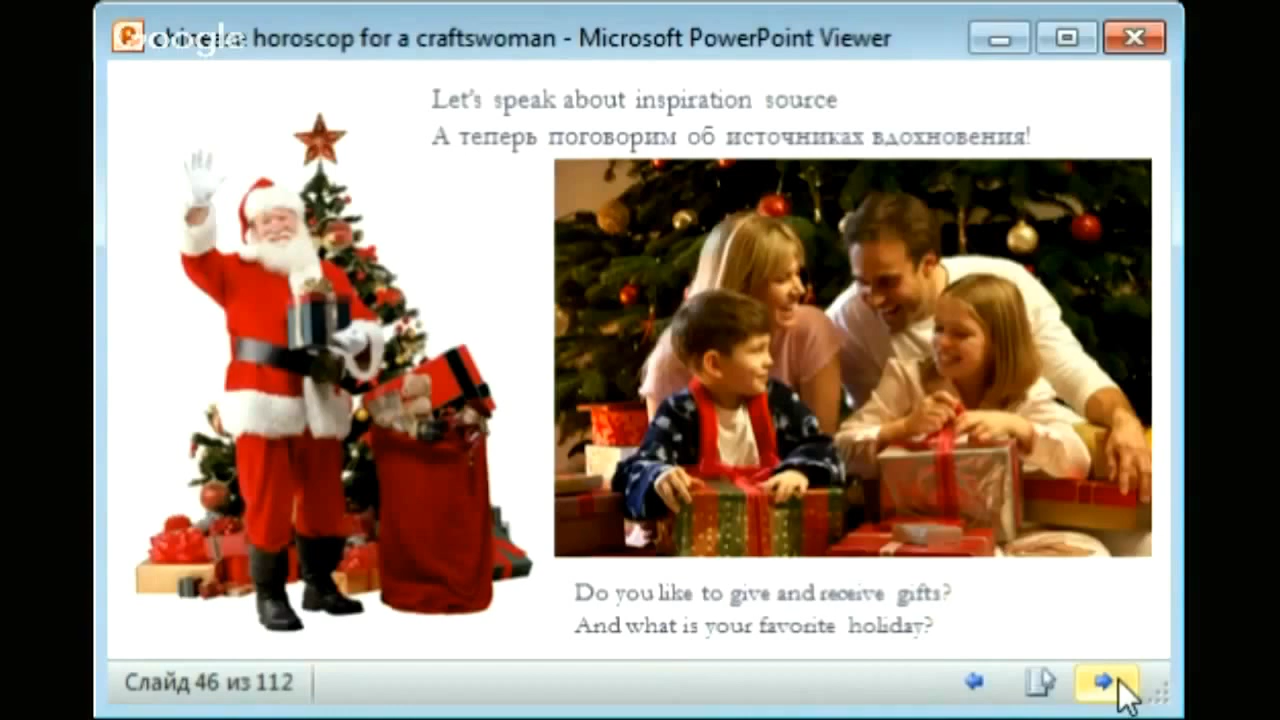 Google horoscop for a craftswoman - Microsoft PowerPoint Viewer
Let's speak about inspiration source
А теперь поговорим об источниках вдохновения!
Do you like to give and receive gifts?
And what is your favorite holiday?
Слайд 46 из 112